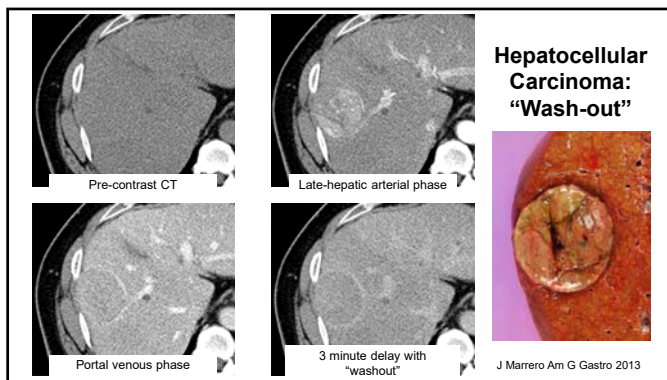 Hepatocellular
Carcinoma:
“Wash-out”
Pre-contrast CT
Late-hepatic arterial phase
Portal venous phase
3 minute delay with
“washout”
J Marrero Am G Gastro 2013